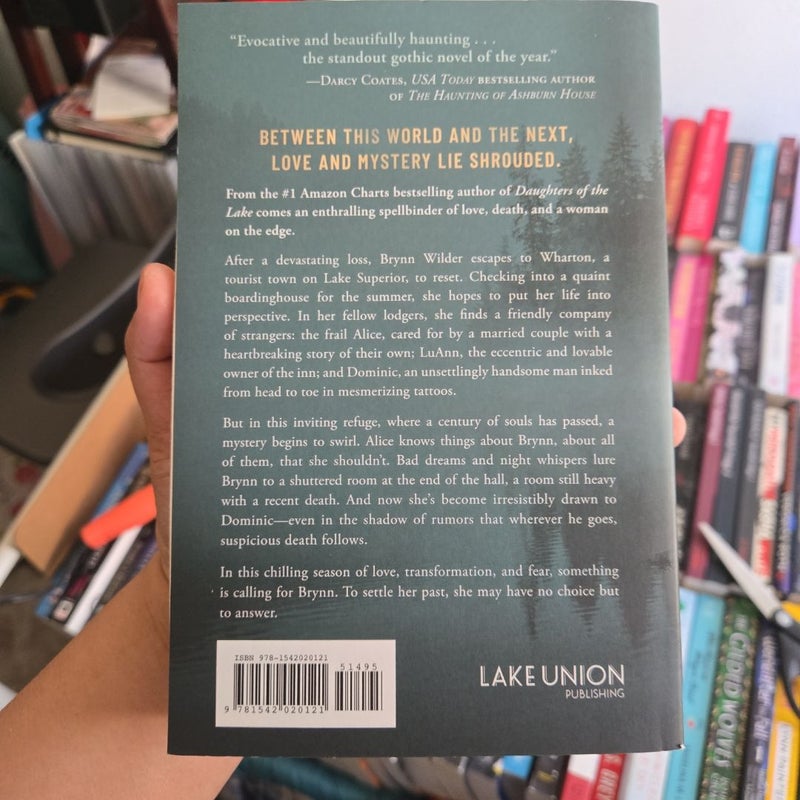 “Evocative and beautifully haunting . . .
the standout gothic novel of the year.”
—Darcy Coates, USA Today bestselling author
of The Haunting of Ashburn House
BETWEEN THIS WORLD AND THE NEXT,
LOVE AND MYSTERY LIE SHROUDED.
From the #1 Amazon Charts bestselling author of Daughters of the
Lake comes an enthralling spellbinder of love, death, and a woman
on the edge.
After a devastating loss, Brynn Wilder escapes to Wharton, a
tourist town on Lake Superior, to reset. Checking into a quaint
boardinghouse for the summer, she hopes to put her life into
perspective. In her fellow lodgers, she finds a friendly company
of strangers: the frail Alice, cared for by a married couple with a
heartbreaking story of their own; LuAnn, the eccentric and lovable
owner of the inn; and Dominic, an unsettlingly handsome man inked
from head to toe in mesmerizing tattoos.
But in this inviting refuge, where a century of souls has passed, a
mystery begins to swirl. Alice knows things about Brynn, about all
of them, that she shouldn’t. Bad dreams and night whispers lure
Brynn to a shuttered room at the end of the hall, a room still heavy
with a recent death. And now she’s become irresistibly drawn to
Dominic—even in the shadow of rumors that wherever he goes,
suspicious death follows.
In this chilling season of love, transformation, and fear, something
is calling for Brynn. To settle her past, she may have no choice but
to answer.
ISBN 978-1542020121
51495
9 781542 020121
LAKE UNION
PUBLISHING
THE GILDED WOLVES